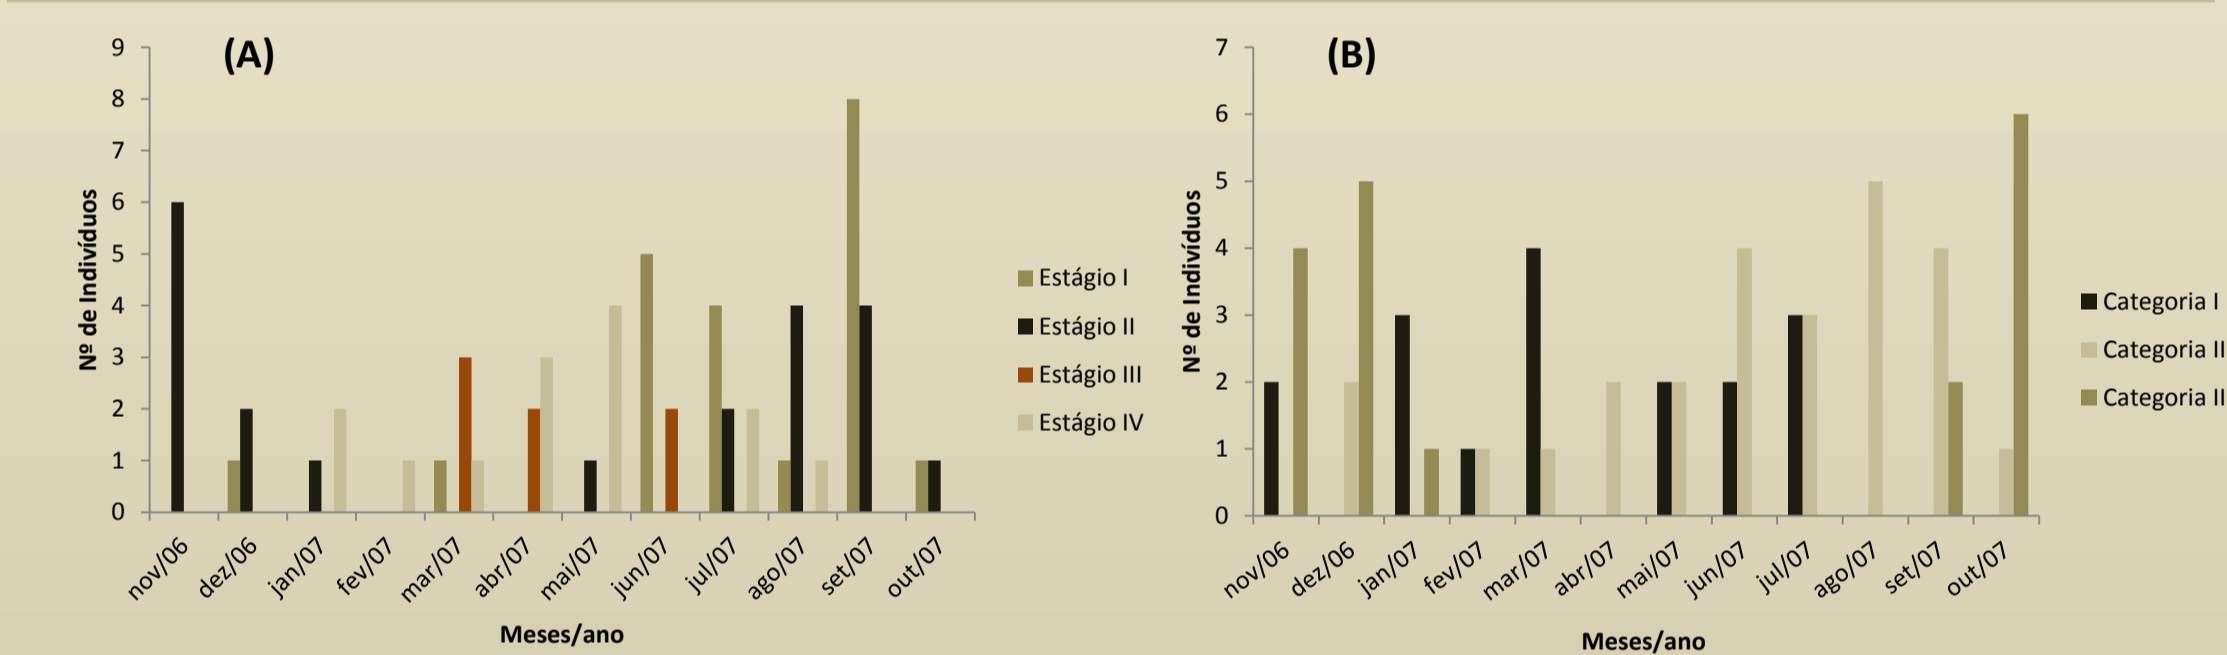 (A)
9
8
7
6
5
4
3
2
1
0
Nº de Indivíduos
nov/06
dez/06
jan/07
fev/07
mar/07
abr/07
mai/07
jun/07
jul/07
ago/07
set/07
out/07
Meses/ano
Estágio I
Estágio II
Estágio III
Estágio IV
(B)
7
6
5
4
3
2
1
0
Nº de Indivíduos
nov/06
dez/06
jan/07
fev/07
mar/07
abr/07
mai/07
jun/07
jul/07
ago/07
set/07
out/07
Meses/ano
Categoria I
Categoria II
Categoria II